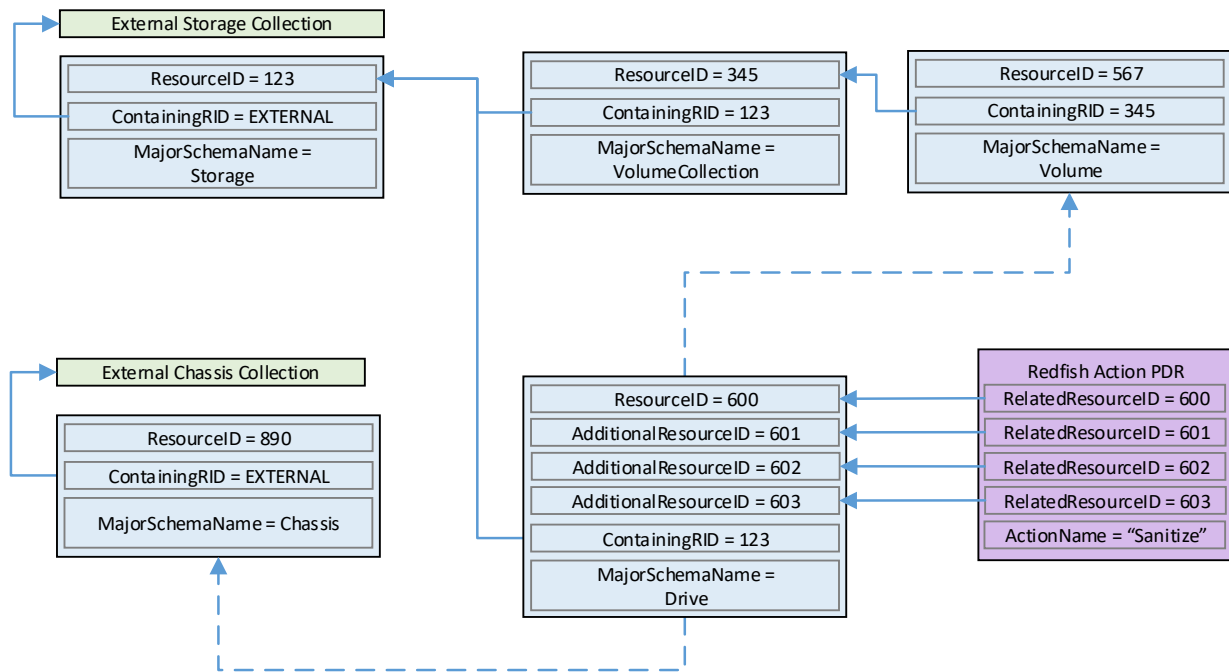 External Storage Collection
ResourceID = 123
ContainingRID = EXTERNAL
MajorSchemaName =
Storage
ResourceID = 345
ContainingRID = 123
MajorSchemaName =
VolumeCollection
ResourceID = 567
ContainingRID = 345
MajorSchemaName =
Volume
External Chassis Collection
ResourceID = 890
ContainingRID = EXTERNAL
MajorSchemaName = Chassis
ResourceID = 600
AdditionalResourceID = 601
AdditionalResourceID = 602
AdditionalResourceID = 603
ContainingRID = 123
MajorSchemaName =
Drive
Redfish Action PDR
RelatedResourceID = 600
RelatedResourceID = 601
RelatedResourceID = 602
RelatedResourceID = 603
ActionName = “Sanitize”